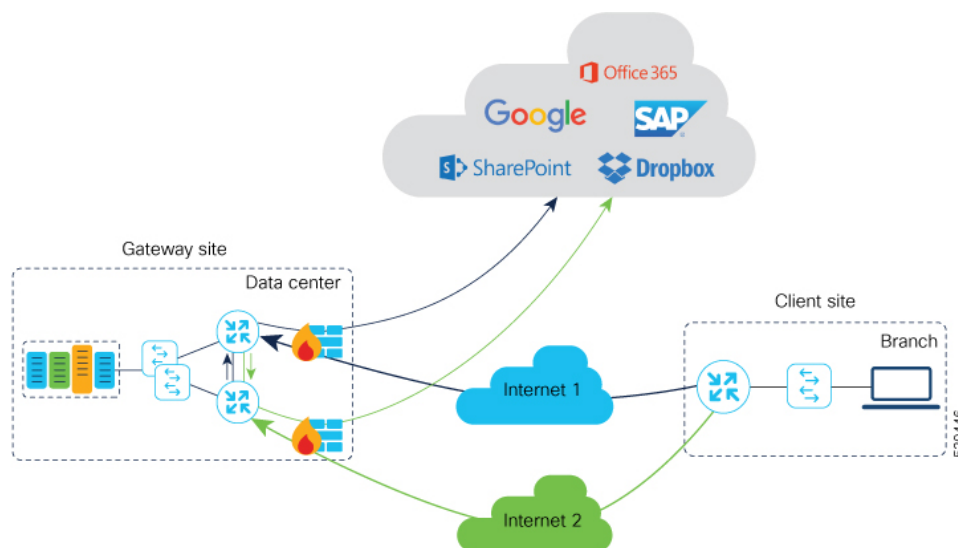 Office 365
Google
SAP
SharePoint
Dropbox
Gateway site
Data center
Client site
Branch
Internet 1
Internet 2